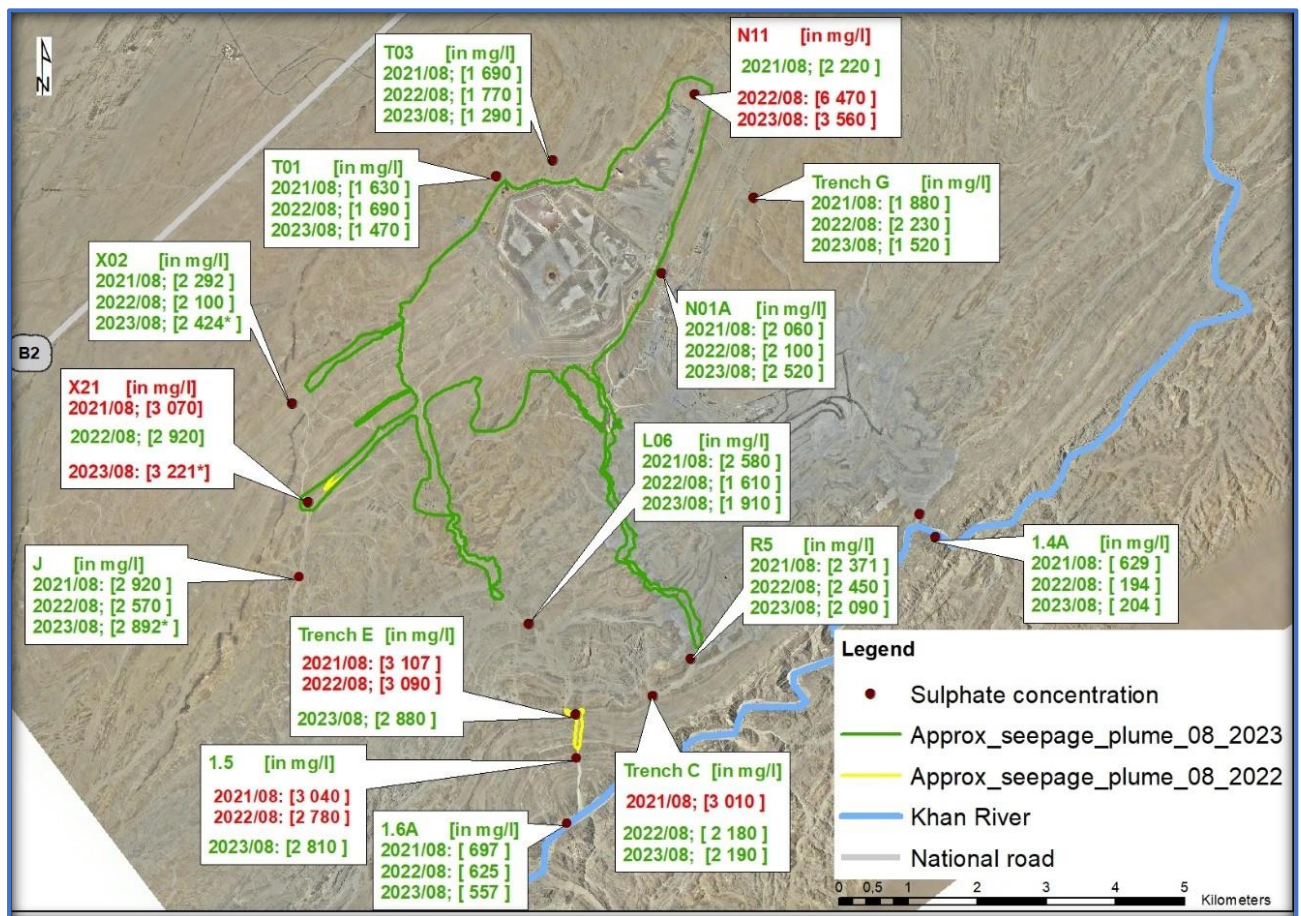 N
T03 [in mg/l]
2021/08; [1 690 ]
2022/08; [1 770 ]
2023/08; [1 290 ]
N11 [in mg/l]
2021/08; [2 220 ]
2022/08: [6 470 ]
2023/08: [3 560 ]
T01 [in mg/l]
2021/08; [1 630 ]
2022/08; [1 690 ]
2023/08; [1 470 ]
Trench G [in mg/l]
2021/08: [1 880 ]
2022/08; [2 230 ]
2023/08; [1 520 ]
X02 [in mg/l]
2021/08; [2 292 ]
2022/08; [2 100 ]
2023/08; [2 424* ]
N01A [in mg/l]
2021/08: [2 060 ]
2022/08: [2 100 ]
2023/08; [2 520 ]
B2
X21 [in mg/l]
2021/08; [3 070]
2022/08; [2 920]
2023/08: [3 221*]
L06 [in mg/l]
2021/08: [2 580 ]
2022/08: [1 610 ]
2023/08: [1 910 ]
J [in mg/l]
2021/08: [2 920 ]
2022/08: [2 570 ]
2023/08: [2 892* ]
R5 [in mg/l]
2021/08: [2 371 ]
2022/08: [2 450 ]
2023/08: [2 090 ]
1.4A [in mg/l]
2021/08: [ 629 ]
2022/08; [ 194 ]
2023/08; [ 204 ]
Trench E [in mg/l]
2021/08: [3 107 ]
2022/08; [3 090 ]
2023/08; [2 880 ]
1.5 [in mg/l]
2021/08: [3 040 ]
2022/08: [2 780 ]
2023/08: [2 810 ]
1.6A [in mg/l]
2021/08: [ 697 ]
2022/08; [ 625 ]
2023/08; [ 557 ]
Trench C [in mg/l]
2021/08; [3 010]
2022/08; [ 2 180 ]
2023/08; [ 2 190 ]
Legend
Sulphate concentration
Approx_seepage_plume_08_2023
Approx_seepage_plume_08_2022
Khan River
National road
0 0,5 1 2 3 4 5
Kilometers